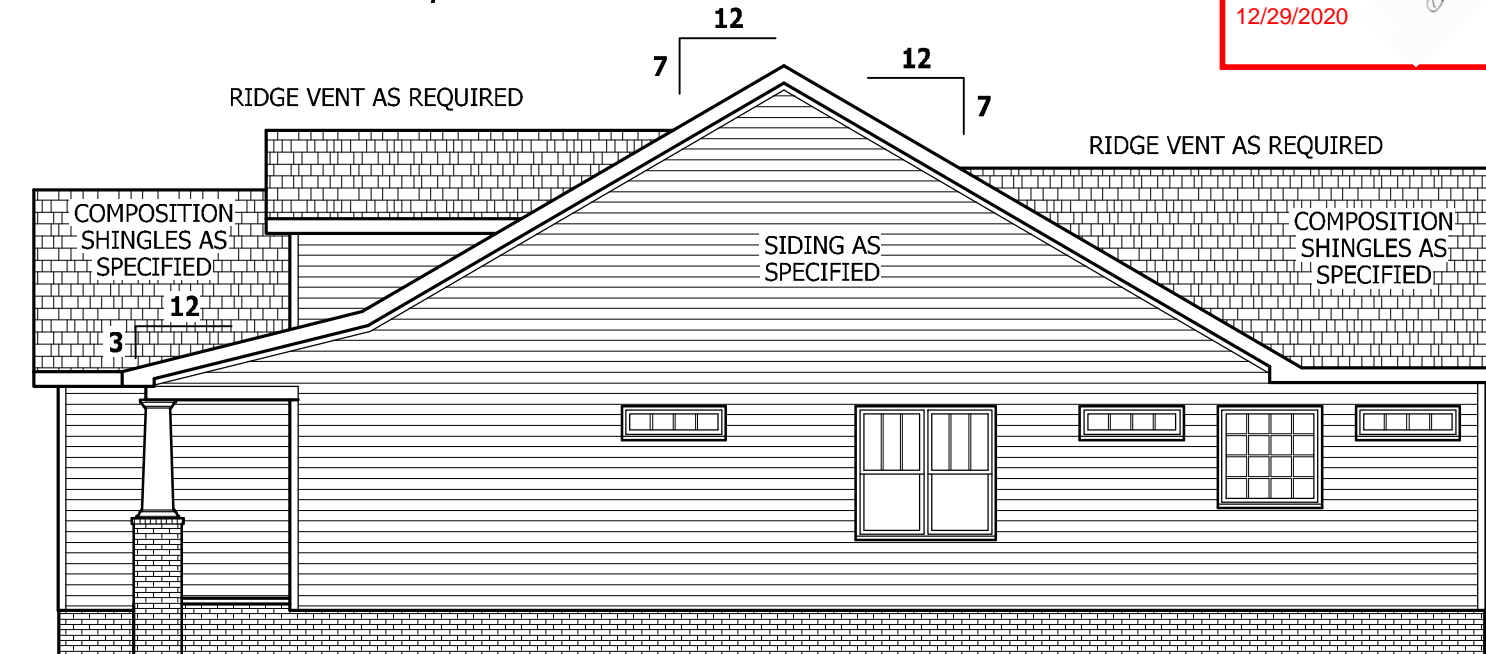 12/29/2020
12
7
12
7
RIDGE VENT AS REQUIRED
RIDGE VENT AS REQUIRED
COMPOSITION
SHINGLES AS
SPECIFIED
SIDING AS
SPECIFIED
COMPOSITION
SHINGLES AS
SPECIFIED
12
3